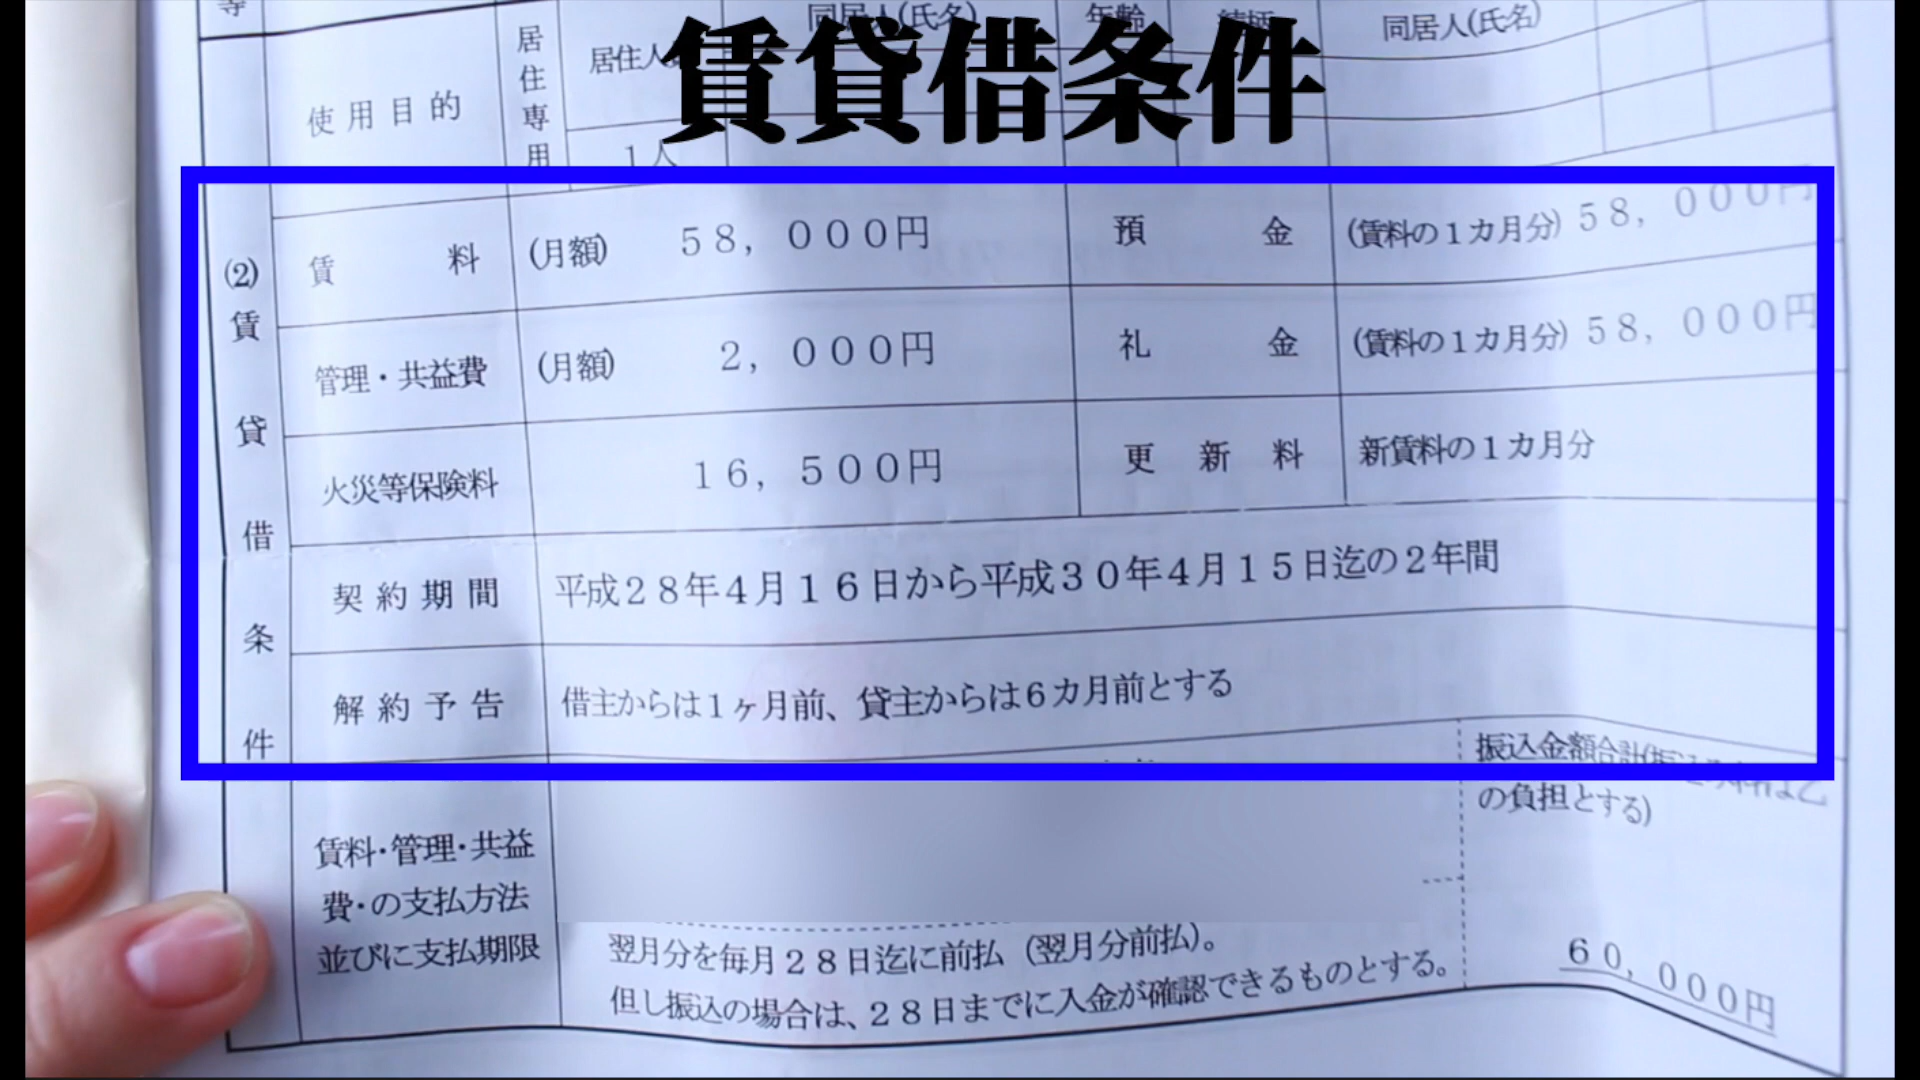 等
使用目的
居住専用
居住人
1人
同居人(氏名)
年齢
続柄
同居人(氏名)
賃貸借条件
(2)賃貸借条件
賃料 (月額) 58,000円 預金 (賃料の1カ月分) 58,000円
管理・共益費 (月額) 2,000円 礼金 (賃料の1カ月分) 58,000円
火災等保険料 16,500円 更新料 新賃料の1カ月分
契約期間 平成28年4月16日から平成30年4月15日迄の2年間
解約予告 借主からは1ヶ月前、貸主からは6カ月前とする
賃料・管理・共益
費・の支払方法
並びに支払期限
翌月分を毎月28日迄に前払(翌月分前払)。
但し振込の場合は、28日までに入金が確認できるものとする。
振込金額合計
の負担とする)
60,000円